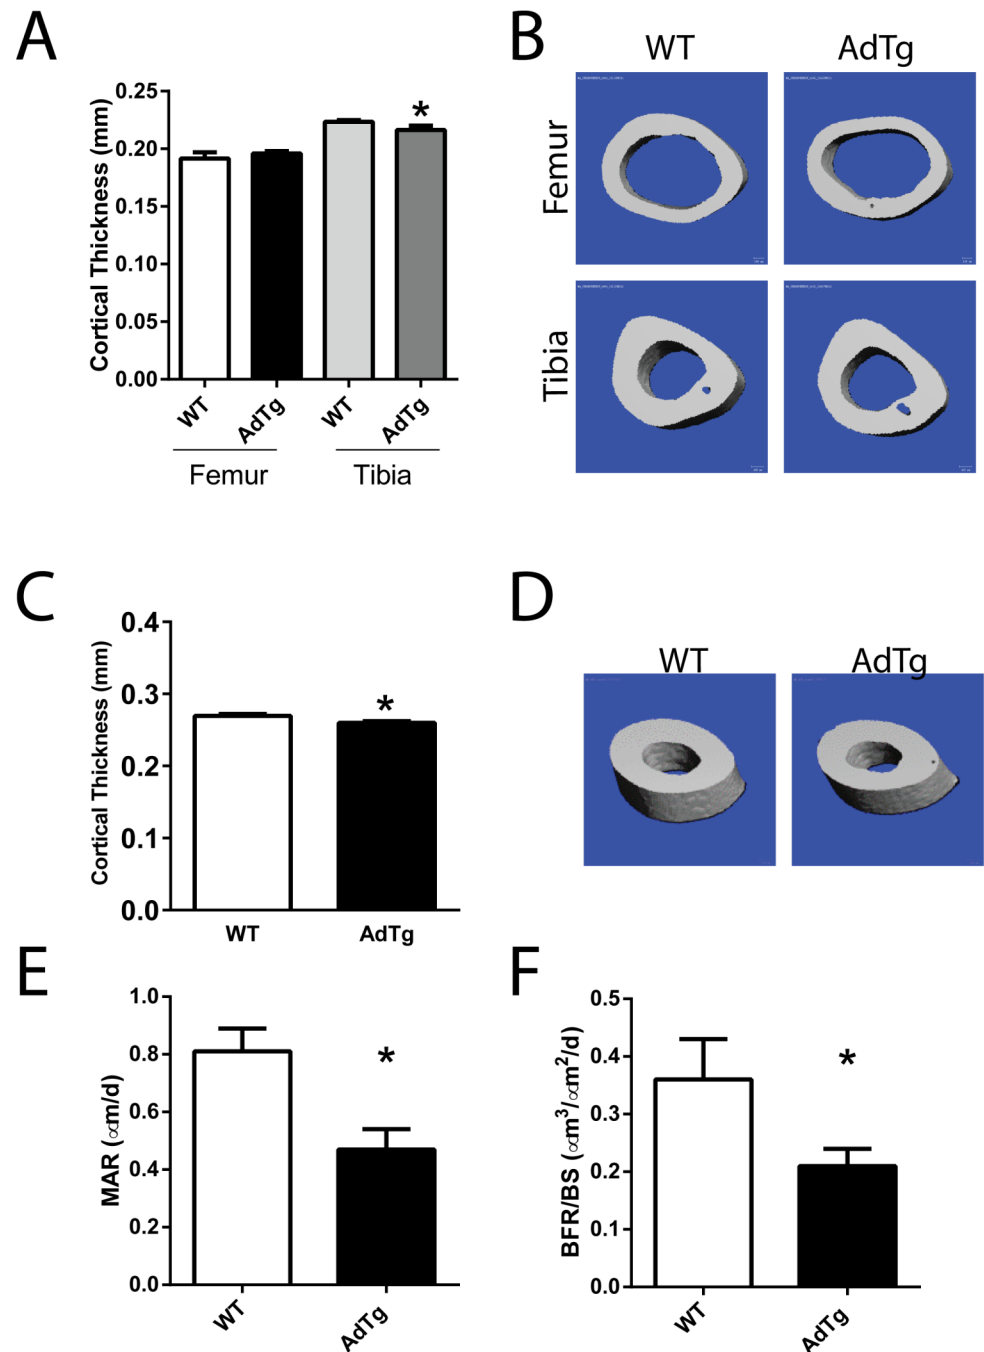 A
Cortical Thickness (mm)
0.25
0.20
0.15
0.10
0.05
0.00
*
WT
AdTg
WT
AdTg
Femur
Tibia
B
WT
AdTg
Femur
Tibia
C
Cortical Thickness (mm)
0.4
0.3
0.2
0.1
0.0
*
WT
AdTg
D
WT
AdTg
E
MAR (∝m/d)
1.0
0.8
0.6
0.4
0.2
0.0
*
WT
AdTg
F
BFR/BS (∝m³/∝m²/d)
0.5
0.4
0.3
0.2
0.1
0.0
*
WT
AdTg